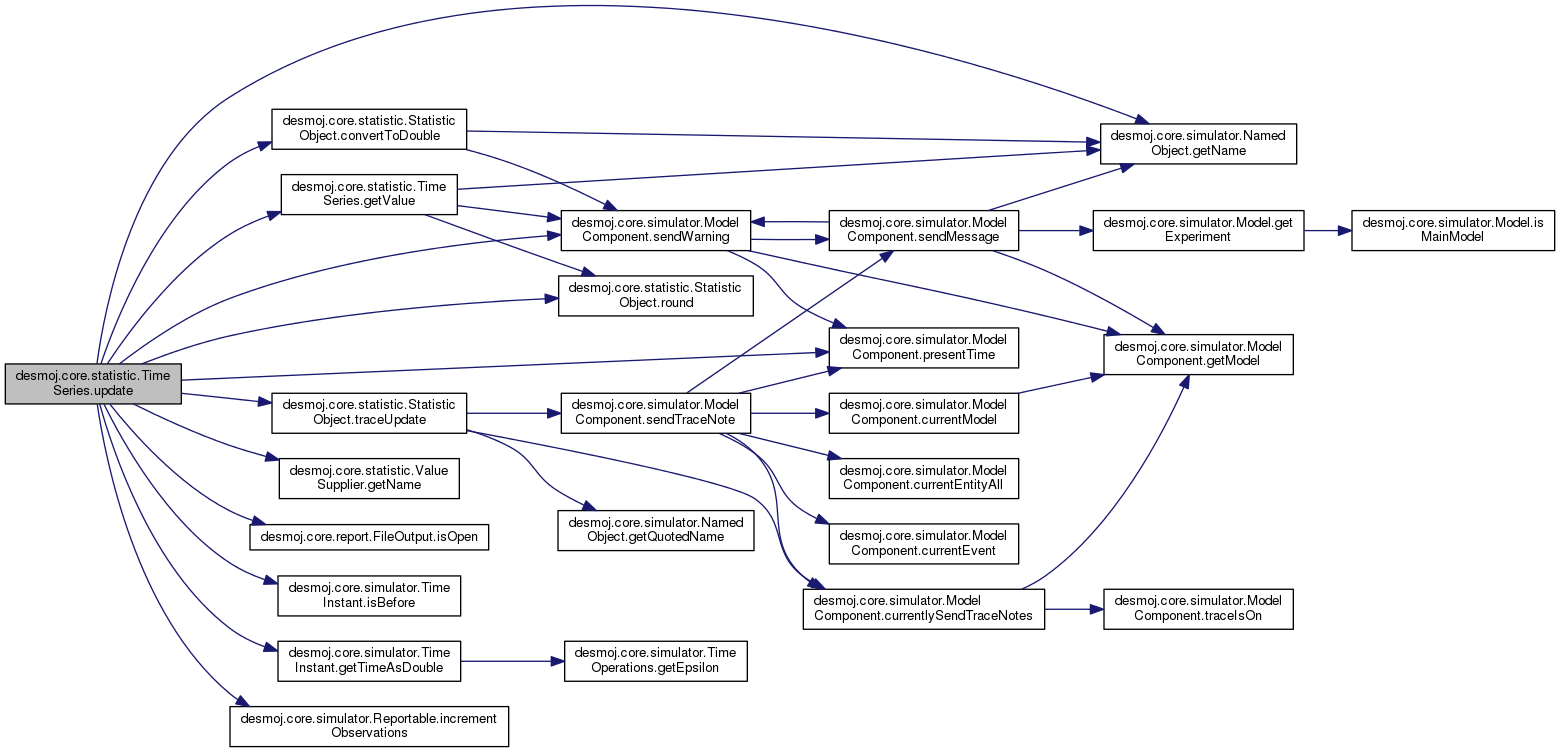 desmoj.core.statistic.Time
Series.update
desmoj.core.statistic.Statistic
Object.convertToDouble
desmoj.core.statistic.Time
Series.getValue
desmoj.core.statistic.Statistic
Object.traceUpdate
desmoj.core.statistic.Value
Supplier.getName
desmoj.core.report.FileOutput.isOpen
desmoj.core.simulator.Time
Instant.isBefore
desmoj.core.simulator.Time
Instant.getTimeAsDouble
desmoj.core.simulator.Reportable.increment
Observations
desmoj.core.simulator.Model
Component.sendWarning
desmoj.core.statistic.Statistic
Object.round
desmoj.core.simulator.Model
Component.sendTraceNote
desmoj.core.simulator.Named
Object.getQuotedName
desmoj.core.simulator.Time
Operations.getEpsilon
desmoj.core.simulator.Model
Component.sendMessage
desmoj.core.simulator.Model
Component.presentTime
desmoj.core.simulator.Model
Component.currentModel
desmoj.core.simulator.Model
Component.currentEntityAll
desmoj.core.simulator.Model
Component.currentEvent
desmoj.core.simulator.Model
Component.currentlySendTraceNotes
desmoj.core.simulator.Named
Object.getName
desmoj.core.simulator.Model.get
Experiment
desmoj.core.simulator.Model
Component.getModel
desmoj.core.simulator.Model
Component.traceIsOn
desmoj.core.simulator.Model.is
MainModel